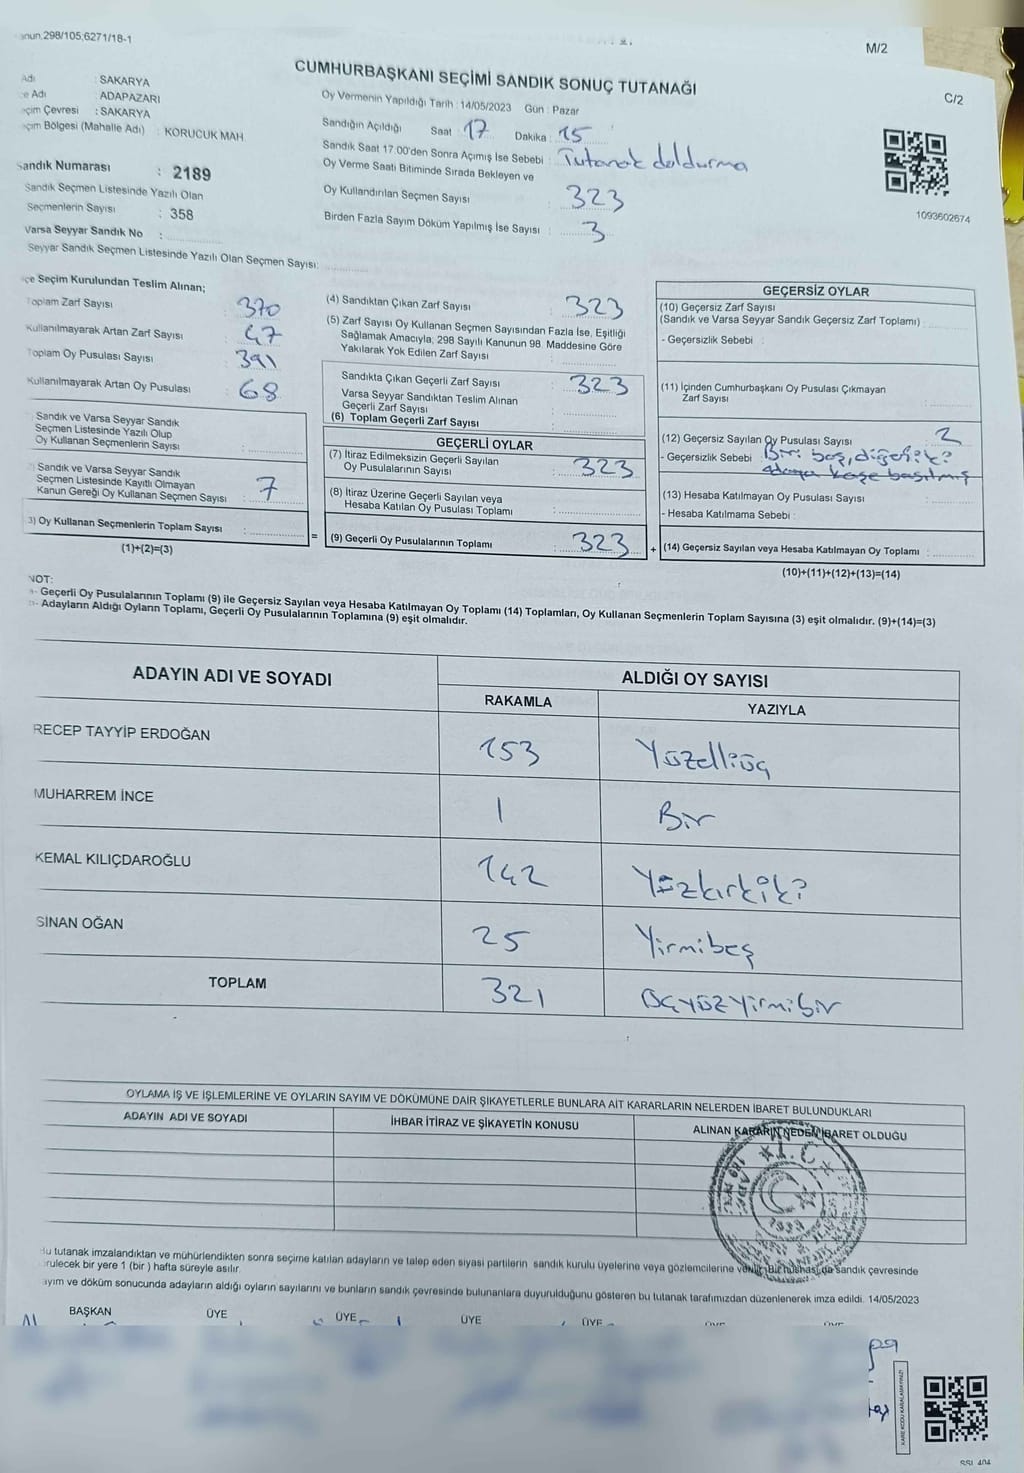 anun,298/105,6271/18-1
M/2
C/2
CUMHURBAŞKANI SEÇİMİ SANDIK SONUÇ TUTANAĞI
Adı : SAKARYA
e Adı : ADAPAZARI
çim Çevresi : SAKARYA
çim Bölgesi (Mahalle Adı) : KORUCUK MAH
Sandık Numarası : 2189
Sandık Seçmen Listesinde Yazılı Olan
Seçmenlerin Sayısı : 358
Varsa Seyyar Sandık No :
Seyyar Sandık Seçmen Listesinde Yazılı Olan Seçmen Sayısı:
Oy Vermenin Yapıldığı Tarih : 14/05/2023 Gün : Pazar
Sandığın Açıldığı Saat : 17 Dakika : 15
Sandık Saat 17:00'den Sonra Açımış İse Sebebi : Tutanak doldurma
Oy Verme Saati Bitiminde Sırada Bekleyen ve
Oy Kullandırılan Seçmen Sayısı : 323
Birden Fazla Sayım Döküm Yapılmış İse Sayısı : 3
1093602674
çe Seçim Kurulundan Teslim Alınan;
Toplam Zarf Sayısı : 370
Kullanılmayarak Artan Zarf Sayısı : 47
Toplam Oy Pusulası Sayısı : 391
Kullanılmayarak Artan Oy Pusulası : 68
Sandık ve Varsa Seyyar Sandık
Seçmen Listesinde Yazılı Olup
Oy Kullanan Seçmenlerin Sayısı :
Sandık ve Varsa Seyyar Sandık
Seçmen Listesinde Kayıtlı Olmayan
Kanun Gereği Oy Kullanan Seçmen Sayısı : 7
3) Oy Kullanan Seçmenlerin Toplam Sayısı :
(1)+(2)=(3)
=
(4) Sandıktan Çıkan Zarf Sayısı : 323
(5) Zarf Sayısı Oy Kullanan Seçmen Sayısından Fazla İse, Eşitliği
Sağlamak Amacıyla, 298 Sayılı Kanunun 98. Maddesine Göre
Yakılarak Yok Edilen Zarf Sayısı :
Sandıkta Çıkan Geçerli Zarf Sayısı : 323
Varsa Seyyar Sandıktan Teslim Alınan
Geçerli Zarf Sayısı :
(6) Toplam Geçerli Zarf Sayısı :
GEÇERLİ OYLAR
(7) İtiraz Edilmeksizin Geçerli Sayılan
Oy Pusulalarının Sayısı : 323
(8) İtiraz Üzerine Geçerli Sayılan veya
Hesaba Katılan Oy Pusulası Toplamı :
(9) Geçerli Oy Pusulalarının Toplamı : 323
+
GEÇERSİZ OYLAR
(10) Geçersiz Zarf Sayısı
(Sandık ve Varsa Seyyar Sandık Geçersiz Zarf Toplamı) :
- Geçersizlik Sebebi :
(11) İçinden Cumhurbaşkanı Oy Pusulası Çıkmayan
Zarf Sayısı :
(12) Geçersiz Sayılan Oy Pusulası Sayısı : 2
- Geçersizlik Sebebi : Biri boş, diğeri iki
adaya kaşe basılmış
(13) Hesaba Katılmayan Oy Pusulası Sayısı :
- Hesaba Katılmama Sebebi :
(14) Geçersiz Sayılan veya Hesaba Katılmayan Oy Toplamı :
(10)+(11)+(12)+(13)=(14)
NOT:
- Geçerli Oy Pusulalarının Toplamı (9) ile Geçersiz Sayılan veya Hesaba Katılmayan Oy Toplamı (14) Toplamları, Oy Kullanan Seçmenlerin Toplam Sayısına (3) eşit olmalıdır. (9)+(14)=(3)
- Adayların Aldığı Oyların Toplamı, Geçerli Oy Pusulalarının Toplamına (9) eşit olmalıdır.
ADAYIN ADI VE SOYADI
ALDIĞI OY SAYISI
RAKAMLA YAZIYLA
RECEP TAYYİP ERDOĞAN 153 Yüzelliüç
MUHARREM İNCE 1 Bir
KEMAL KILIÇDAROĞLU 142 Yüzkırkiki
SİNAN OĞAN 25 Yirmibeş
TOPLAM 321 Üçyüzyirmibir
OYLAMA İŞ VE İŞLEMLERİNE VE OYLARIN SAYIM VE DÖKÜMÜNE DAİR ŞİKAYETLERLE BUNLARA AİT KARARLARIN NELERDEN İBARET BULUNDUKLARI
ADAYIN ADI VE SOYADI İHBAR İTİRAZ VE ŞİKAYETİN KONUSU ALINAN KARARIN NEDEN İBARET OLDUĞU
T.C
Bu tutanak imzalandıktan ve mühürlendikten sonra seçime katılan adayların ve talep eden siyasi partilerin sandık kurulu üyelerine veya gözlemcilerine verilir. Bir nüshası da sandık çevresinde
rülecek bir yere 1 (bir ) hafta süreyle asılır.
ayım ve döküm sonucunda adayların aldığı oyların sayılarını ve bunların sandık çevresinde bulunanlara duyurulduğunu gösteren bu tutanak tarafımızdan düzenlenerek imza edildi. 14/05/2023
BAŞKAN ÜYE ÜYE ÜYE ÜYE
KARE KODU KARALAMAYINIZ!